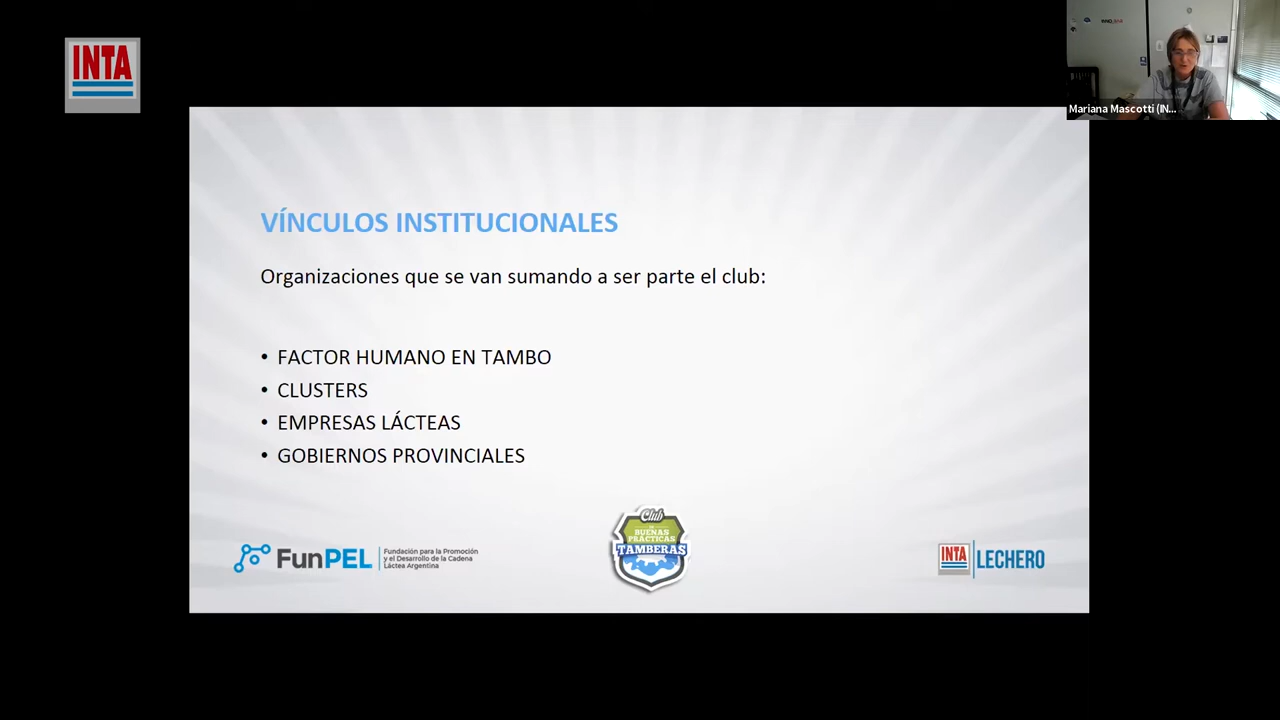 INTA
Mariana Mascotti (IN...
VÍNCULOS INSTITUCIONALES
Organizaciones que se van sumando a ser parte el club:
• FACTOR HUMANO EN TAMBO
• CLUSTERS
• EMPRESAS LÁCTEAS
• GOBIERNOS PROVINCIALES
FunPEL
Fundación para la Promoción
y el Desarrollo de la Cadena
Láctea Argentina
Club
DE
BUENAS
PRÁCTICAS
TAMBERAS
INTA
LECHERO